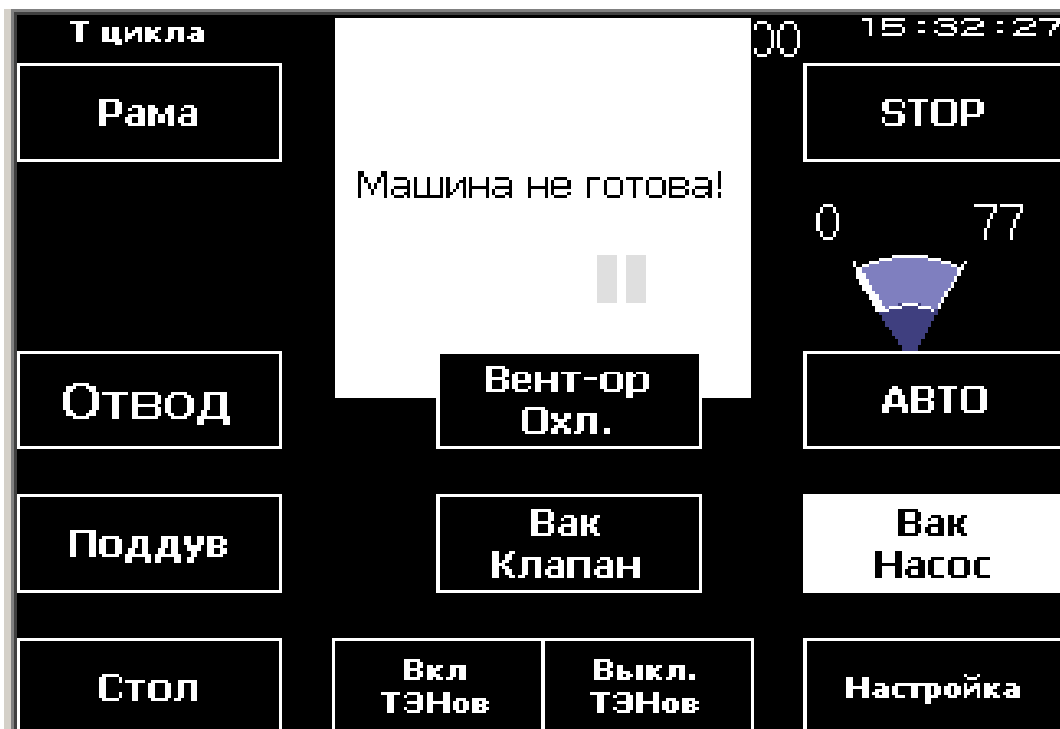 Т цикла
00 15:32:27
Рама
STOP
Машина не готова!
0 77
Отвод
Вент-ор
Охл.
АВТО
Поддув
Вак
Клапан
Вак
Насос
Стол
Вкл
ТЭНов
Выкл.
ТЭНов
Настройка